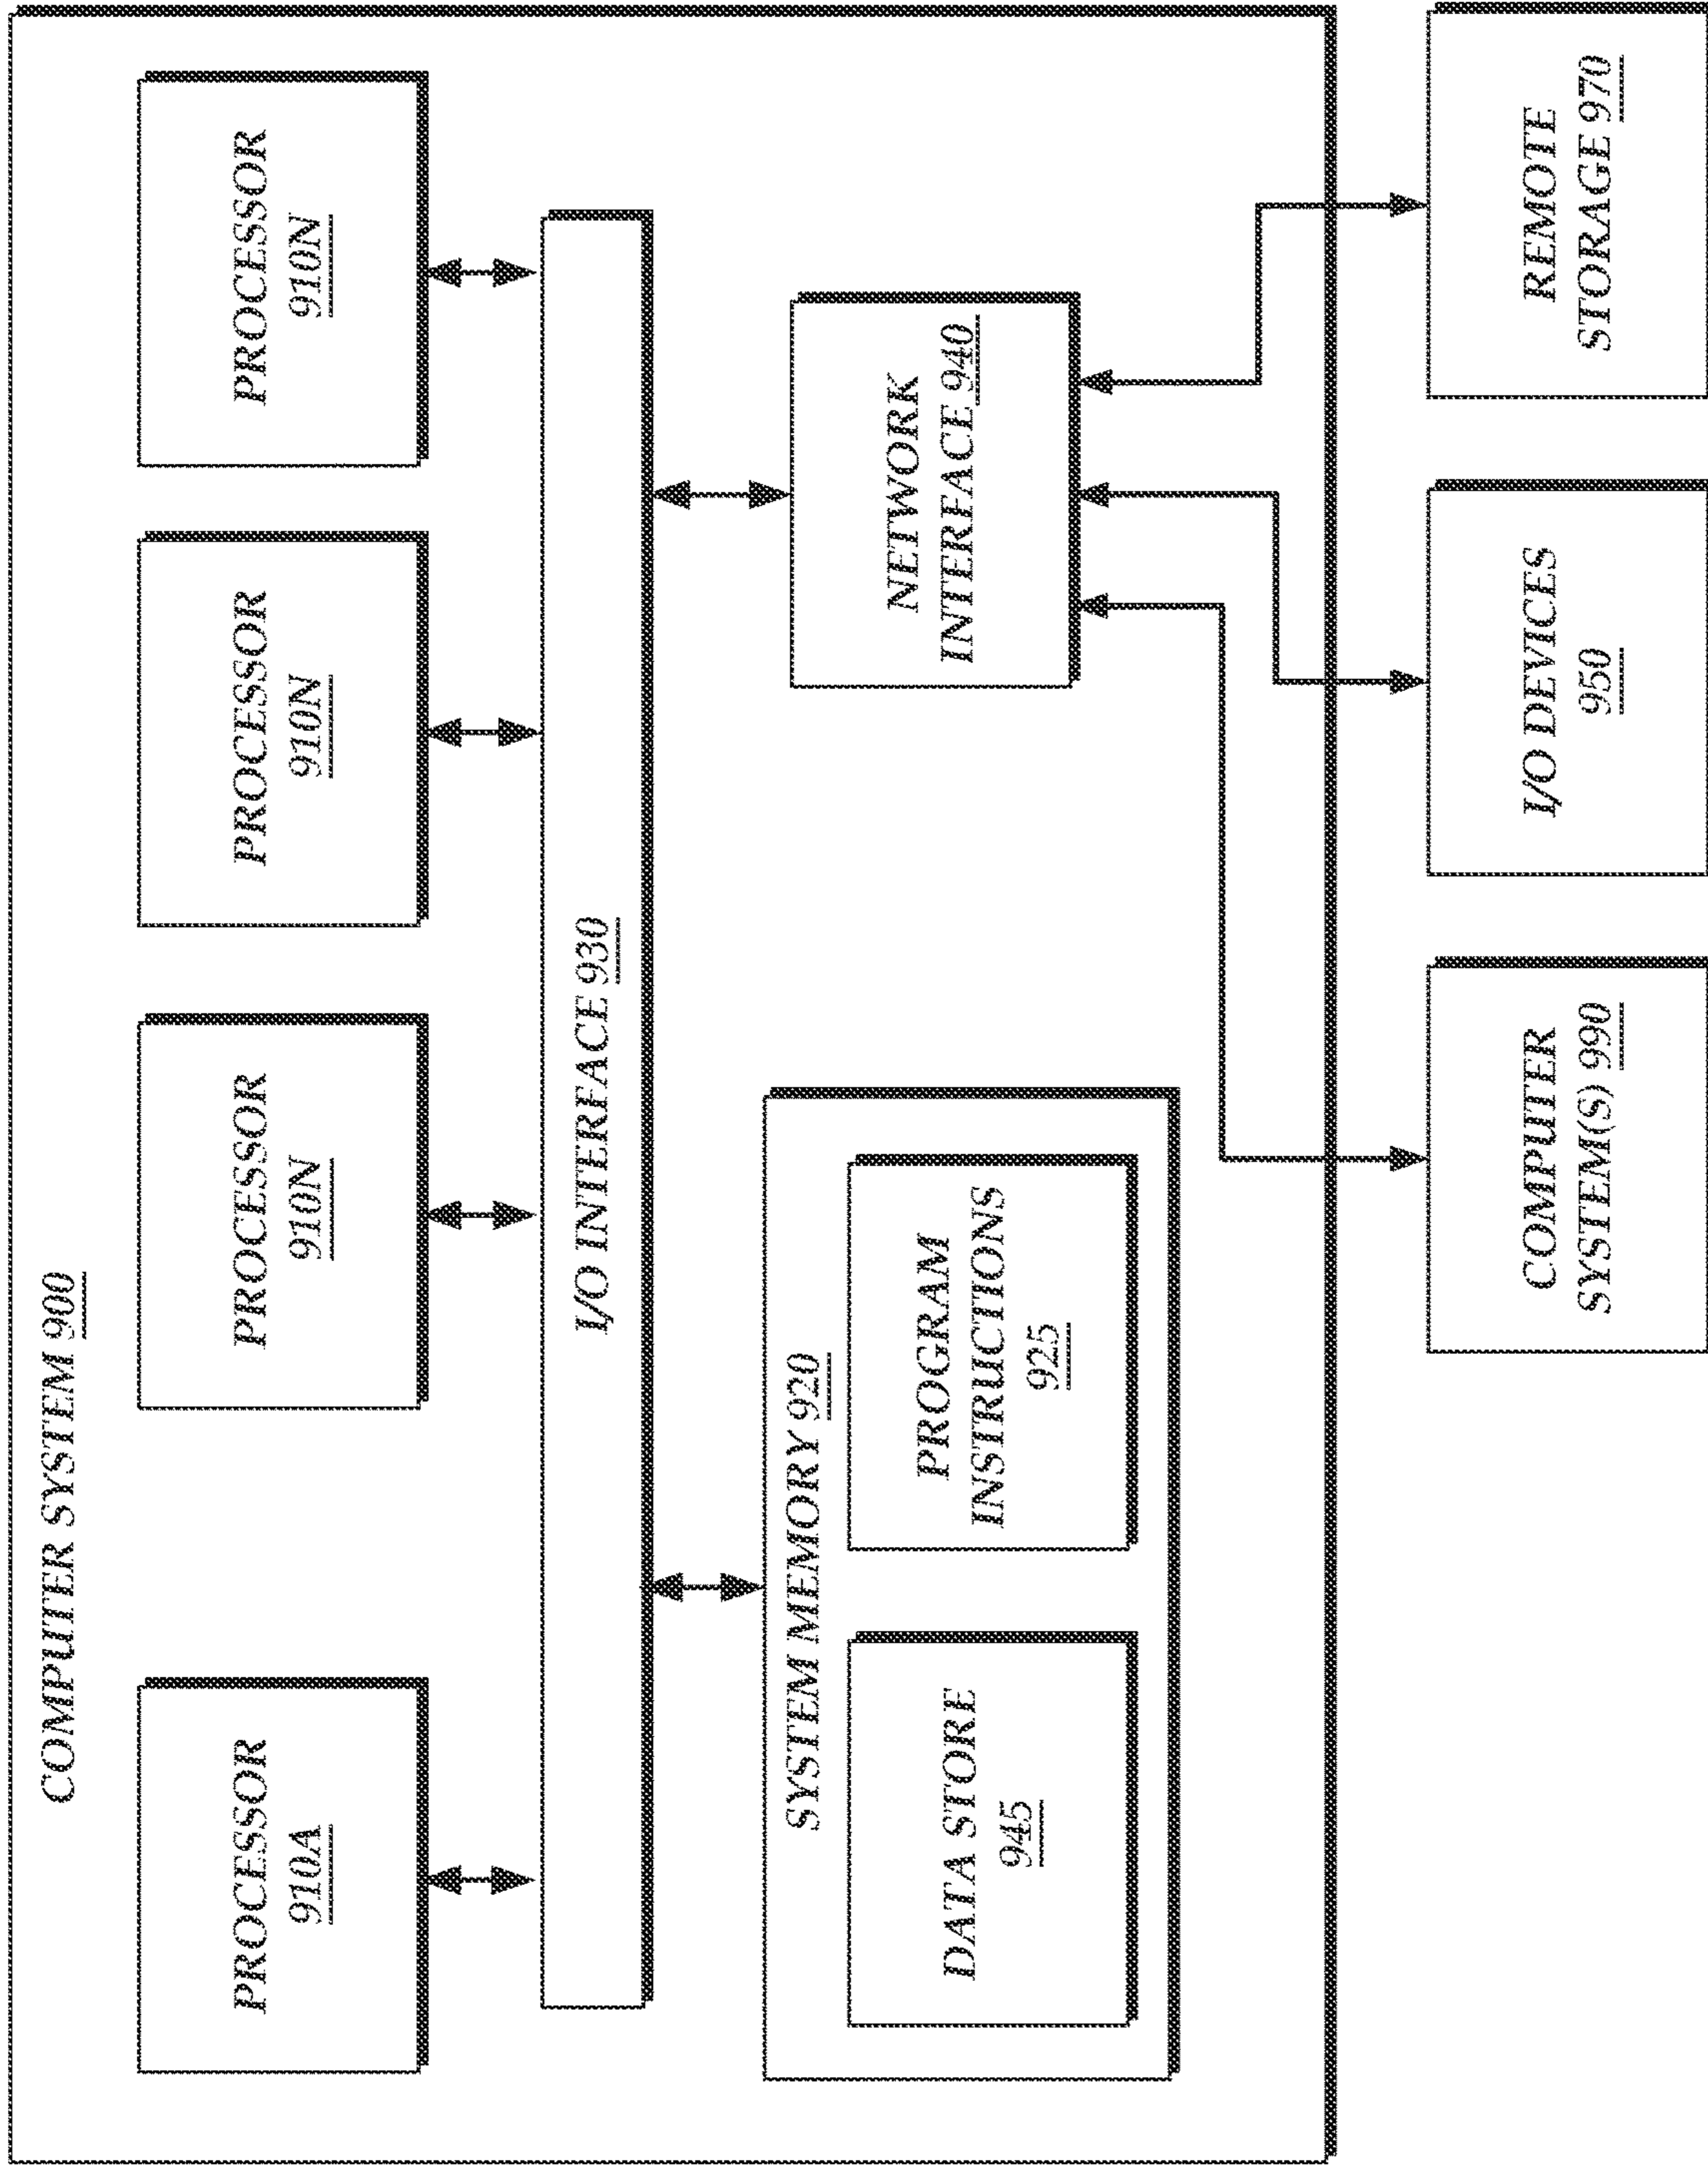 COMPUTER SYSTEM 900
PROCESSOR
910A
PROCESSOR
910N
PROCESSOR
910N
PROCESSOR
910N
I/O INTERFACE 930
SYSTEM MEMORY 920
DATA STORE
945
PROGRAM
INSTRUCTIONS
925
NETWORK
INTERFACE 940
COMPUTER
SYSTEM(S) 990
I/O DEVICES
950
REMOTE
STORAGE 970